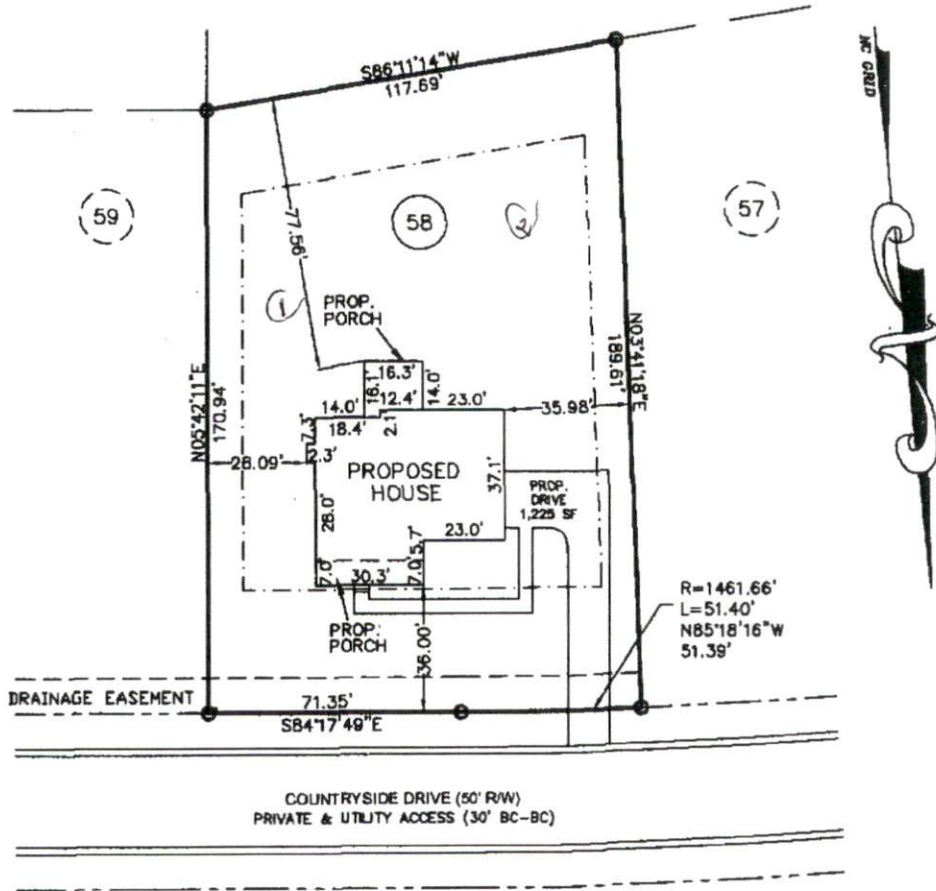 S86°11'14"W
117.69'
NC GRID
59
58
2
57
77.56'
1
PROP.
PORCH
N03°41'18"E
189.61'
16.3'
16.1'
14.0'
12.4'
14.0'
23.0'
35.98'
18.4'
2.1'
7.3'
N05°42'11"E
170.94'
28.09'
2.3'
PROPOSED
HOUSE
37.1'
PROP.
DRIVE
1,225 SF
28.0'
23.0'
5.7'
7.0'
30.3'
7.0'
PROP.
PORCH
36.00'
R=1461.66'
L=51.40'
N85°18'16"W
51.39'
DRAINAGE EASEMENT
71.35'
S84°17'49"E
COUNTRYSIDE DRIVE (50' R/W)
PRIVATE & UTILITY ACCESS (30' BC-BC)